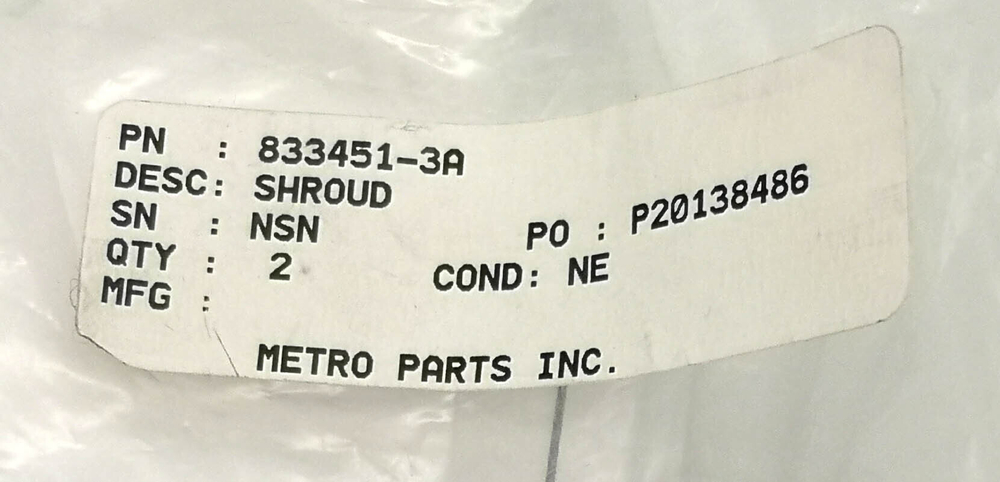 PN : 833451-3A
DESC: SHROUD
SN : NSN PO : P20138486
QTY : 2 COND: NE
MFG :
METRO PARTS INC.